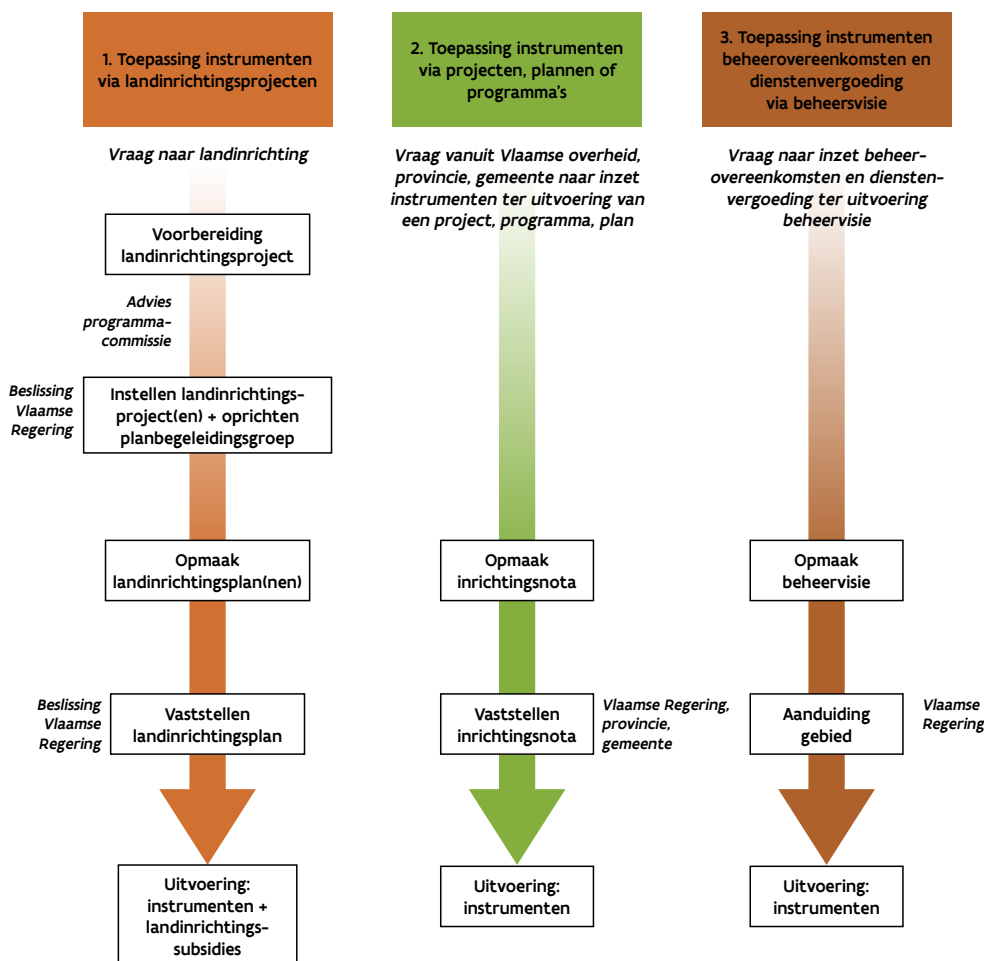 1. Toepassing instrumenten
via landinrichtingsprojecten
Vraag naar landinrichting
Voorbereiding
landinrichtingsproject
Advies
programma-
commissie
Beslissing
Vlaamse
Regering
Instellen landinrichtings-
project(en) + oprichten
planbegeleidingsgroep
Opmaak
landinrichtingsplan(nen)
Beslissing
Vlaamse
Regering
Vaststellen
landinrichtingsplan
Uitvoering:
instrumenten +
landinrichtings-
subsidies
2. Toepassing instrumenten
via projecten, plannen of
programma's
Vraag vanuit Vlaamse overheid,
provincie, gemeente naar inzet
instrumenten ter uitvoering van
een project, programma, plan
Opmaak
inrichtingsnota
Vaststellen
inrichtingsnota
Vlaamse Regering,
provincie,
gemeente
Uitvoering:
instrumenten
3. Toepassing instrumenten
beheerovereenkomsten en
dienstenvergoeding
via beheersvisie
Vraag naar inzet beheer-
overeenkomsten en diensten-
vergoeding ter uitvoering
beheervisie
Opmaak
beheervisie
Aanduiding
gebied
Vlaamse
Regering
Uitvoering:
instrumenten